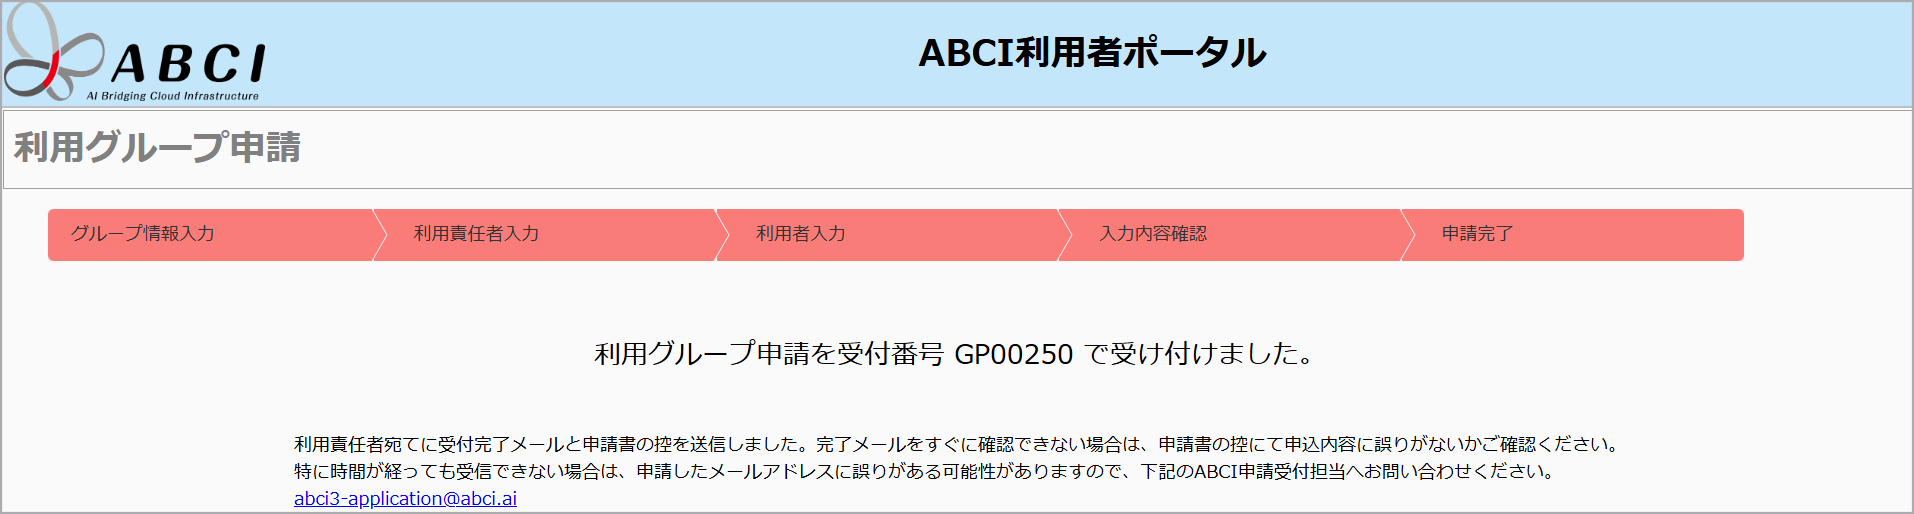 ABCI
AI Bridging Cloud Infrastructure
ABCI利用者ポータル
利用グループ申請
グループ情報入力
利用責任者入力
利用者入力
入力内容確認
申請完了
利用グループ申請を受付番号 GP00250 で受け付けました。
利用責任者宛てに受付完了メールと申請書の控を送信しました。完了メールをすぐに確認できない場合は、申請書の控にて申込内容に誤りがないかご確認ください。
特に時間が経っても受信できない場合は、申請したメールアドレスに誤りがある可能性がありますので、下記のABCI申請受付担当へお問い合わせください。
abci3-application@abci.ai